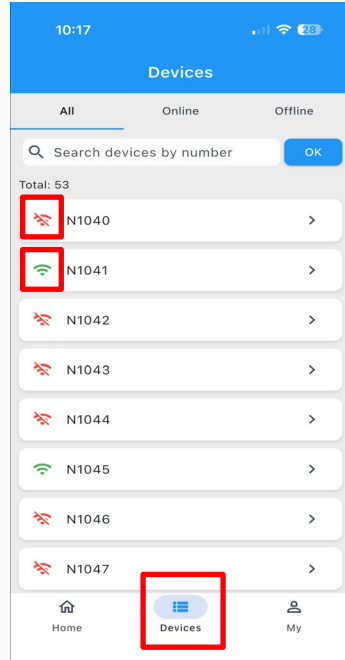 10:17
28
Devices
All Online Offline
Search devices by number OK
Total: 53
N1040
N1041
N1042
N1043
N1044
N1045
N1046
N1047
Home Devices My